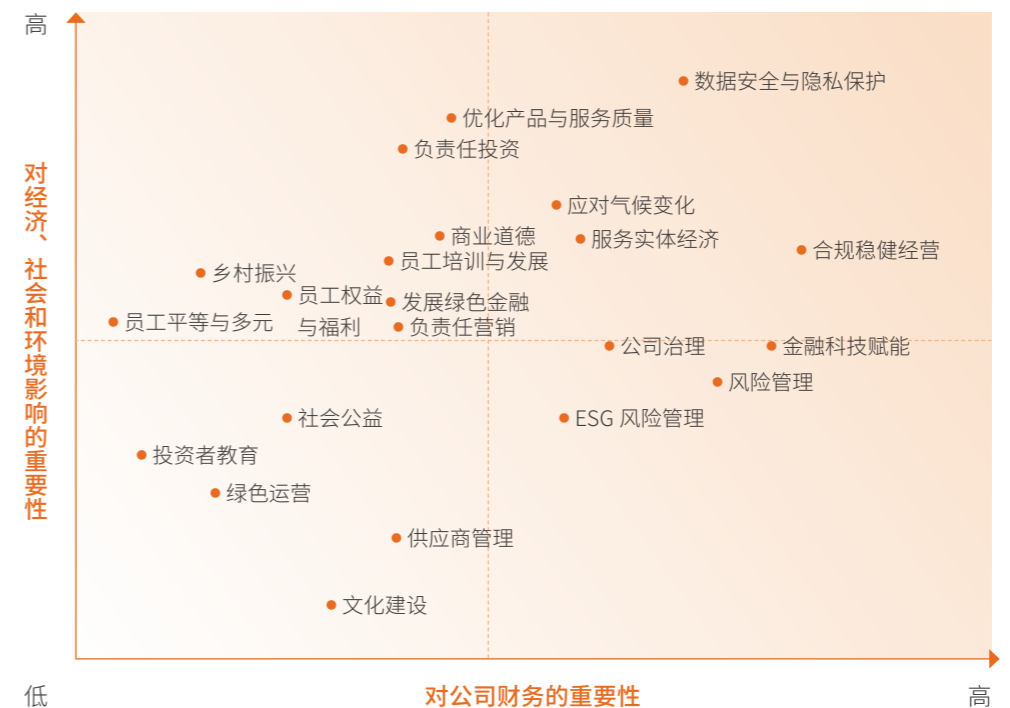 高
对经济、社会和环境影响的重要性
数据安全与隐私保护
优化产品与服务质量
负责任投资
应对气候变化
商业道德
服务实体经济
合规稳健经营
员工培训与发展
乡村振兴
员工权益
与福利
发展绿色金融
员工平等与多元
负责任营销
公司治理
金融科技赋能
风险管理
社会公益
ESG 风险管理
投资者教育
绿色运营
供应商管理
文化建设
低
对公司财务的重要性
高